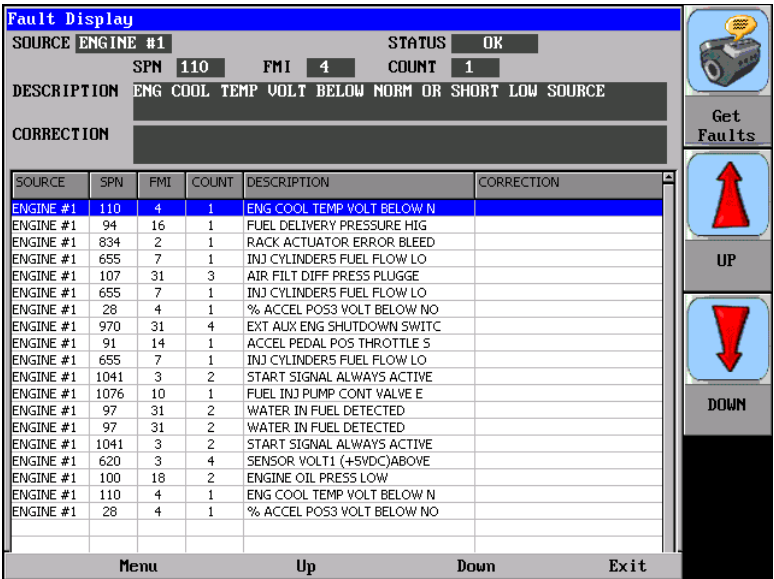 Fault Display
SOURCE ENGINE #1 STATUS OK
SPN 110 FMI 4 COUNT 1
DESCRIPTION ENG COOL TEMP VOLT BELOW NORM OR SHORT LOW SOURCE
CORRECTION
Get
Faults
UP
DOWN
SOURCE SPN FMI COUNT DESCRIPTION CORRECTION
ENGINE #1 110 4 1 ENG COOL TEMP VOLT BELOW N
ENGINE #1 94 16 1 FUEL DELIVERY PRESSURE HIG
ENGINE #1 834 2 1 RACK ACTUATOR ERROR BLEED
ENGINE #1 655 7 1 INJ CYLINDER5 FUEL FLOW LO
ENGINE #1 107 31 3 AIR FILT DIFF PRESS PLUGGE
ENGINE #1 655 7 1 INJ CYLINDER5 FUEL FLOW LO
ENGINE #1 28 4 1 % ACCEL POS3 VOLT BELOW NO
ENGINE #1 970 31 4 EXT AUX ENG SHUTDOWN SWITC
ENGINE #1 91 14 1 ACCEL PEDAL POS THROTTLE S
ENGINE #1 655 7 1 INJ CYLINDER5 FUEL FLOW LO
ENGINE #1 1041 3 2 START SIGNAL ALWAYS ACTIVE
ENGINE #1 1076 10 1 FUEL INJ PUMP CONT VALVE E
ENGINE #1 97 31 2 WATER IN FUEL DETECTED
ENGINE #1 97 31 2 WATER IN FUEL DETECTED
ENGINE #1 1041 3 2 START SIGNAL ALWAYS ACTIVE
ENGINE #1 620 3 4 SENSOR VOLT1 (+5VDC)ABOVE
ENGINE #1 100 18 2 ENGINE OIL PRESS LOW
ENGINE #1 110 4 1 ENG COOL TEMP VOLT BELOW N
ENGINE #1 28 4 1 % ACCEL POS3 VOLT BELOW NO
Menu Up Down Exit